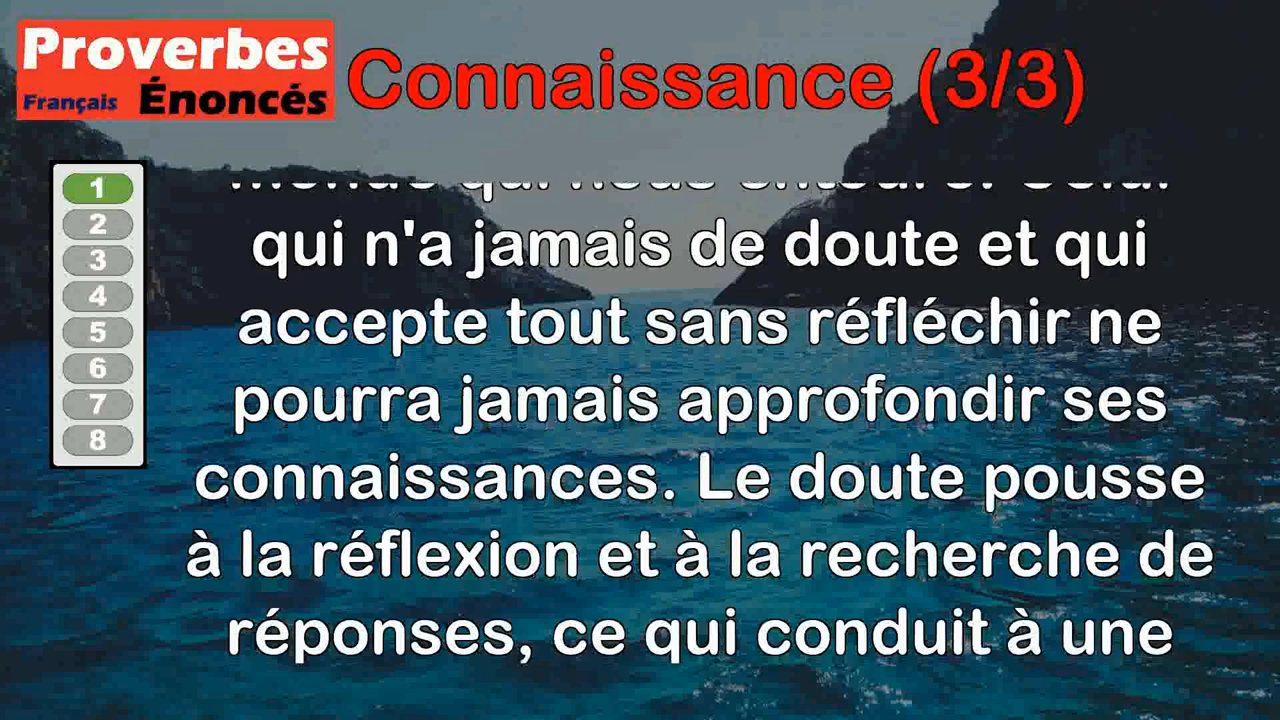 Proverbes
Français Énoncés
Connaissance (3/3)
1
2
3
4
5
6
7
8
qui n'a jamais de doute et qui
accepte tout sans réfléchir ne
pourra jamais approfondir ses
connaissances. Le doute pousse
à la réflexion et à la recherche de
réponses, ce qui conduit à une